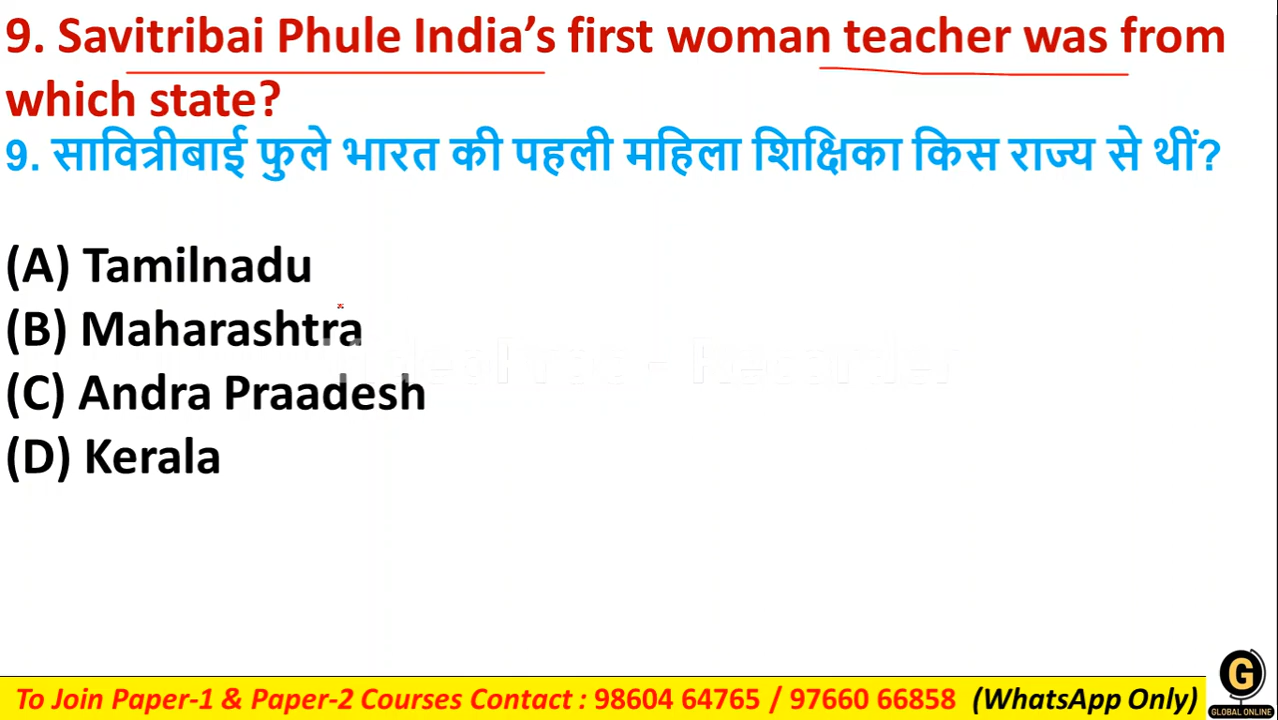 9. Savitribai Phule India’s first woman teacher was from
which state?
9. सावित्रीबाई फुले भारत की पहली महिला शिक्षिका किस राज्य से थीं?
(A) Tamilnadu
(B) Maharashtra
(C) Andra Praadesh
(D) Kerala
To Join Paper-1 & Paper-2 Courses Contact : 98604 64765 / 97660 66858 (WhatsApp Only)
G
GLOBAL ONLINE